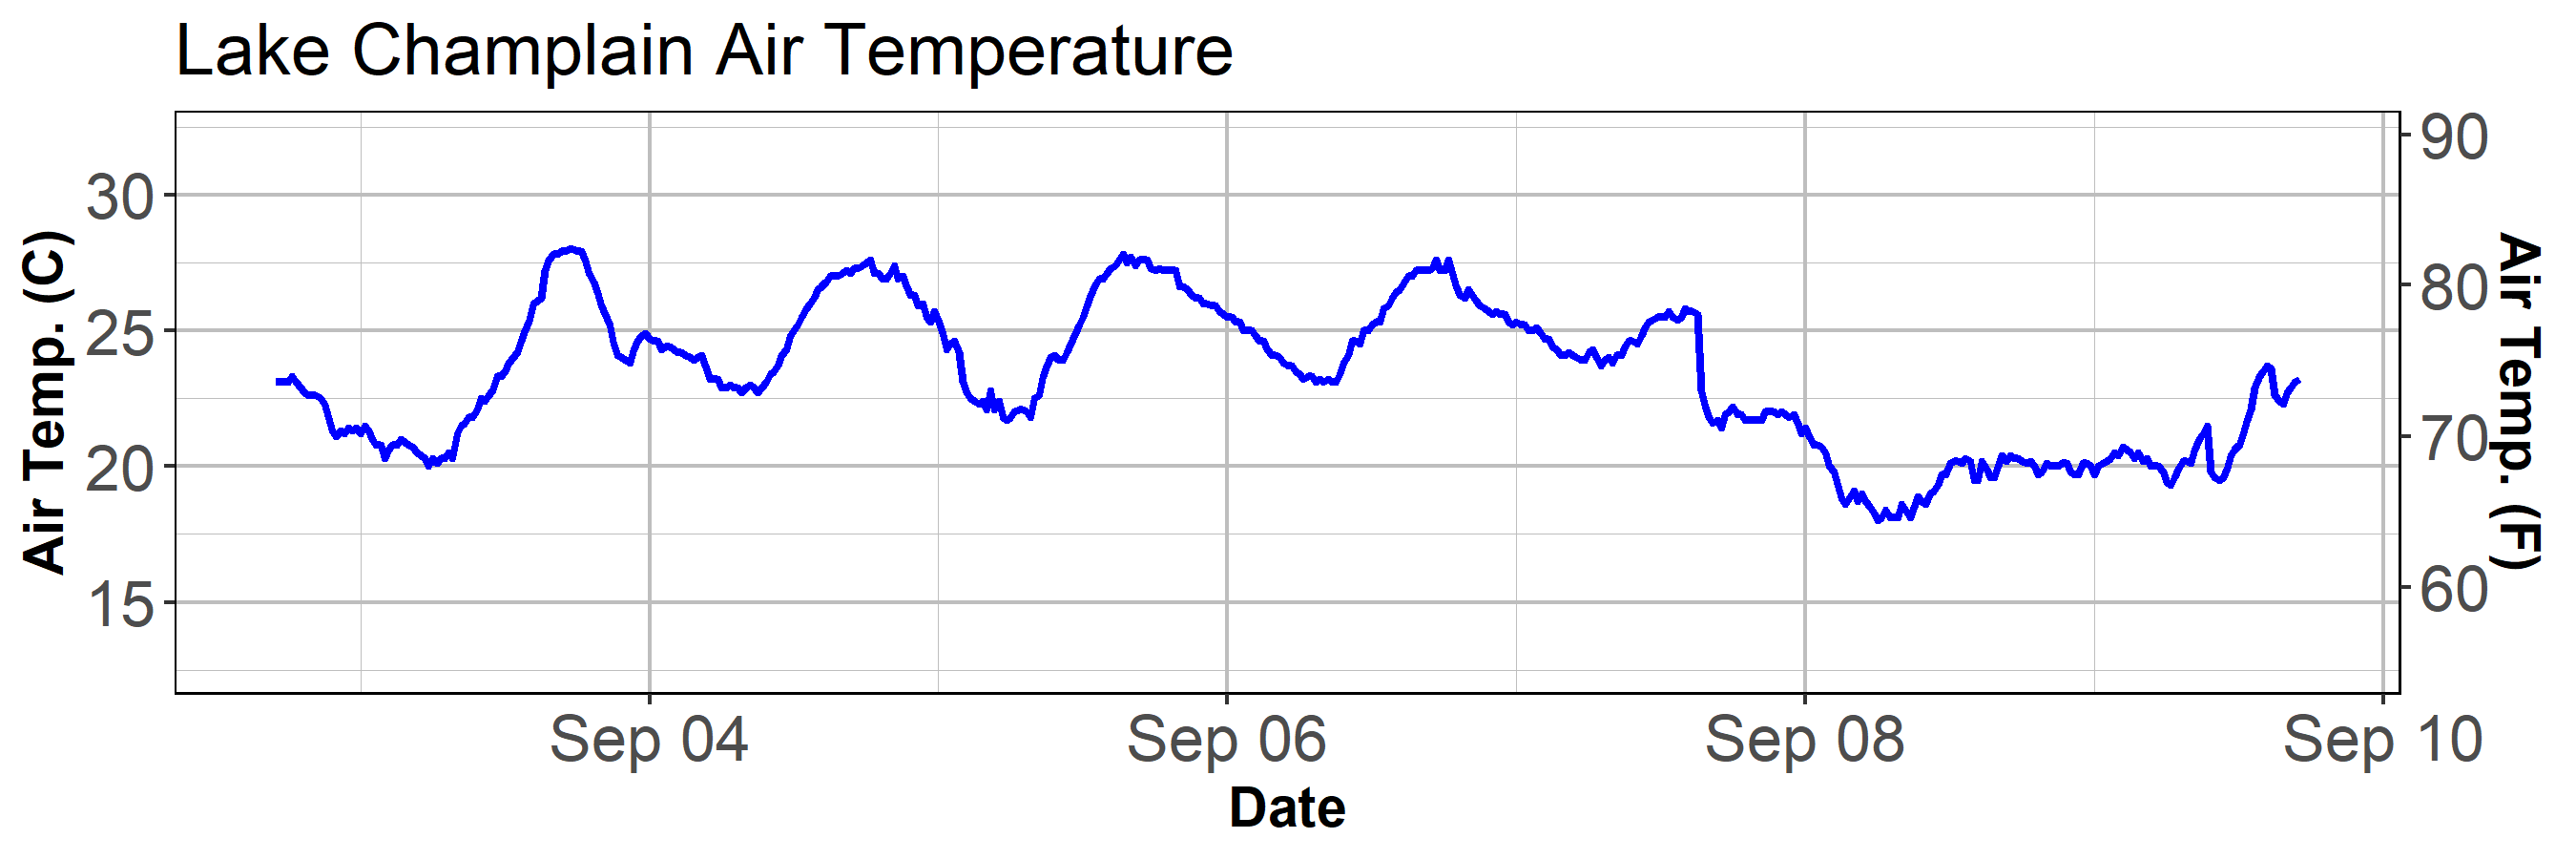 Lake Champlain Air Temperature
Air Temp. (C)
30
25
20
15
90
80
70
60
Air Temp. (F)
Sep 04
Sep 06
Sep 08
Sep 10
Date